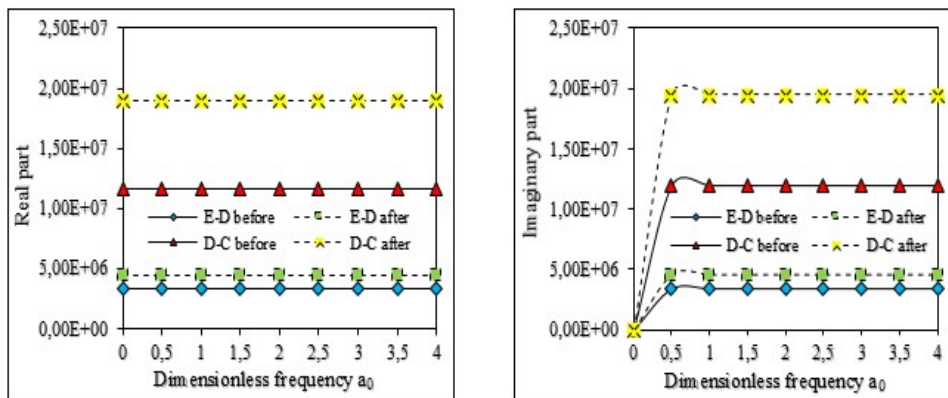 2,50E+07
2,00E+07
1,50E+07
1,00E+07
5,00E+06
0,00E+00
Real part
E-D before
E-D after
D-C before
D-C after
0 0,5 1 1,5 2 2,5 3 3,5 4
Dimensionless frequency a0
2,50E+07
2,00E+07
1,50E+07
1,00E+07
5,00E+06
0,00E+00
Imaginary part
E-D before
E-D after
D-C before
D-C after
0 0,5 1 1,5 2 2,5 3 3,5 4
Dimensionless frequency a0